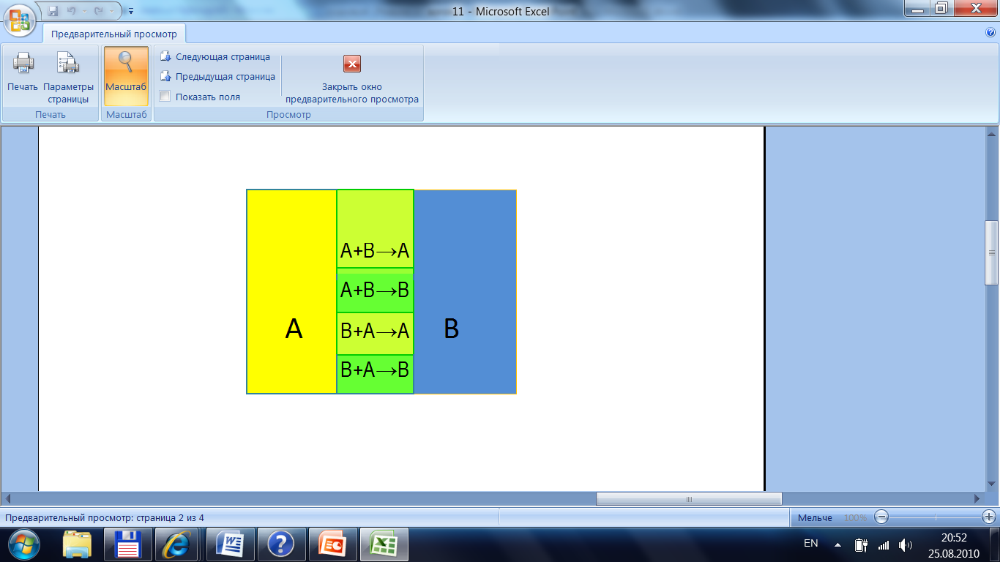 11 - Microsoft Excel
Предварительный просмотр
Печать
Параметры страницы
Масштаб
Следующая страница
Предыдущая страница
Показать поля
Закрыть окно
предварительного просмотра
Печать
Масштаб
Просмотр
A+B→A
A+B→B
A
B+A→A
B
B+A→B
Предварительный просмотр: страница 2 из 4
Мельче
100%
EN
20:52
25.08.2010